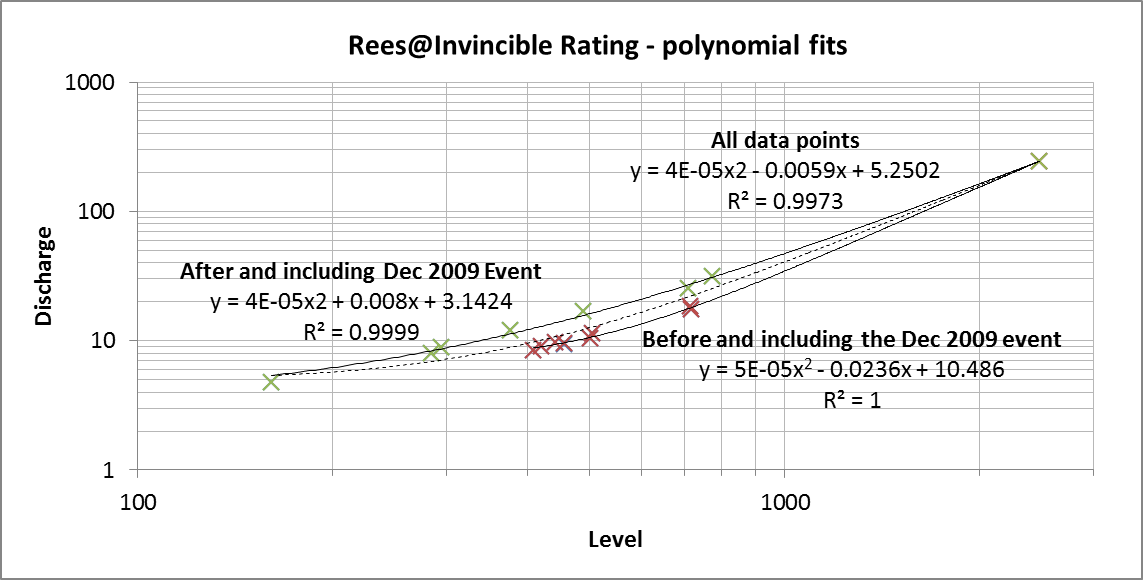 Rees@Invincible Rating - polynomial fits
1000
All data points
y = 4E-05x2 - 0.0059x + 5.2502
R² = 0.9973
100
After and including Dec 2009 Event
y = 4E-05x2 + 0.008x + 3.1424
R² = 0.9999
Discharge
10
Before and including the Dec 2009 event
y = 5E-05x² - 0.0236x + 10.486
R² = 1
1
100
1000
Level